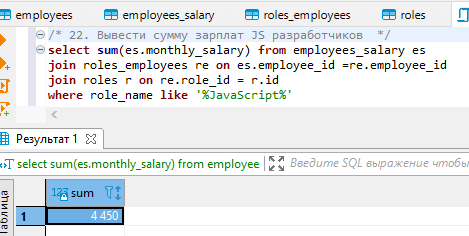 employees employees_salary roles_employees roles
/* 22. Вывести сумму зарплат JS разработчиков */
select sum(es.monthly_salary) from employees_salary es
join roles_employees re on es.employee_id =re.employee_id
join roles r on re.role_id = r.id
where role_name like '%JavaScript%'
Результат 1
select sum(es.monthly_salary) from employee
Введите SQL выражение чтобы
Таблица
123 sum
1 4 450